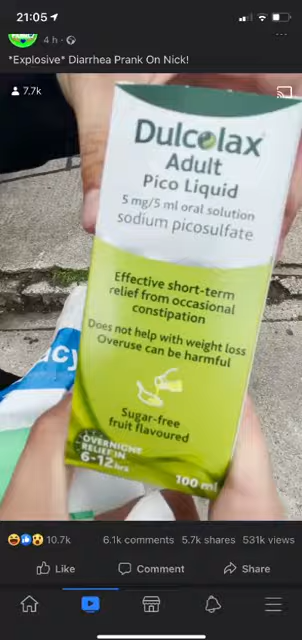 21:05
4 h
*Explosive* Diarrhea Prank On Nick!
7.7k
Dulcolax®
Adult
Pico Liquid
5 mg/5 ml oral solution
sodium picosulfate
Effective short-term
relief from occasional
constipation
Does not help with weight loss
Overuse can be harmful
cy
Sugar-free
fruit flavoured
OVERNIGHT
RELIEF IN
6-12hrs
100 ml
10.7k 6.1k comments 5.7k shares 531k views
Like Comment Share